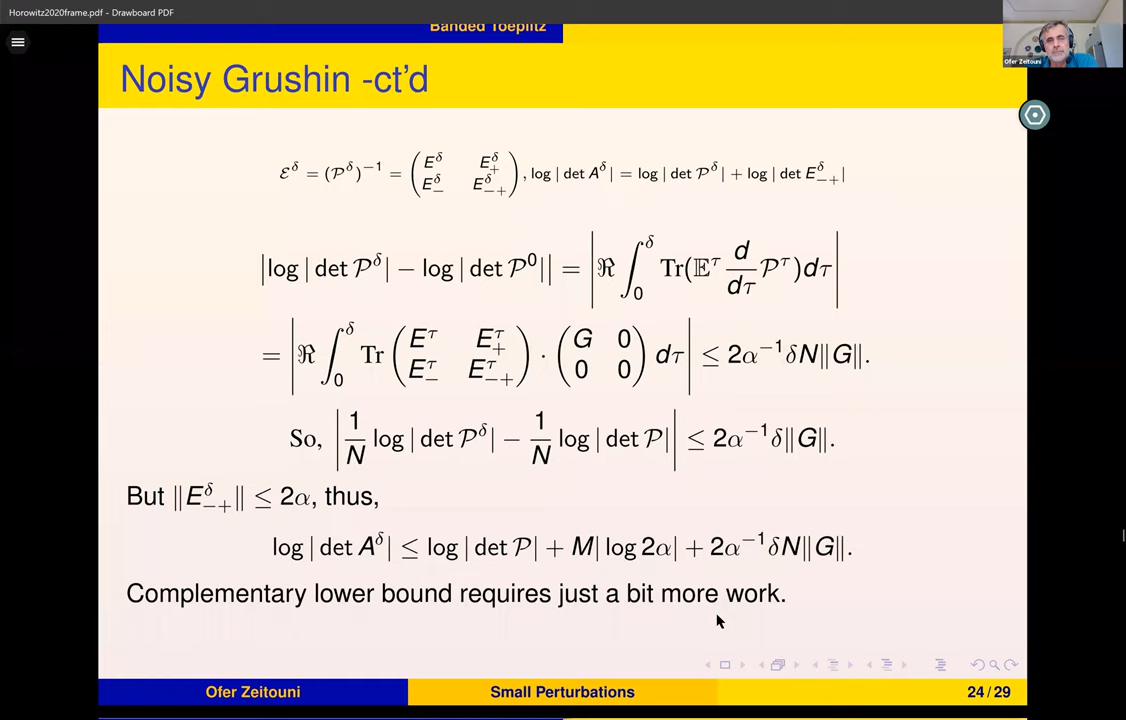 Horowitz2020frame.pdf - Drawboard PDF
Banded Toeplitz
Noisy Grushin -ct'd
Ofer Zeitouni
ℰ^δ = (𝒫^δ)^{−1} = ( E^δ E^δ_+ ; E^δ_− E^δ_{−+} ), log | det A^δ| = log | det 𝒫^δ| + log | det E^δ_{−+}|
|log | det 𝒫^δ| − log | det 𝒫^0|| = | ℜ ∫_0^δ Tr(𝔼^τ d/dτ 𝒫^τ)dτ |
= | ℜ ∫_0^δ Tr ( E^τ E^τ_+ ; E^τ_− E^τ_{−+} ) · ( G 0 ; 0 0 ) dτ | ≤ 2α^{−1}δN‖G‖.
So, | 1/N log | det 𝒫^δ| − 1/N log | det 𝒫| | ≤ 2α^{−1}δ‖G‖.
But ‖E^δ_{−+}‖ ≤ 2α, thus,
log | det A^δ| ≤ log | det 𝒫| + M| log 2α| + 2α^{−1}δN‖G‖.
Complementary lower bound requires just a bit more work.
Ofer Zeitouni Small Perturbations 24 / 29